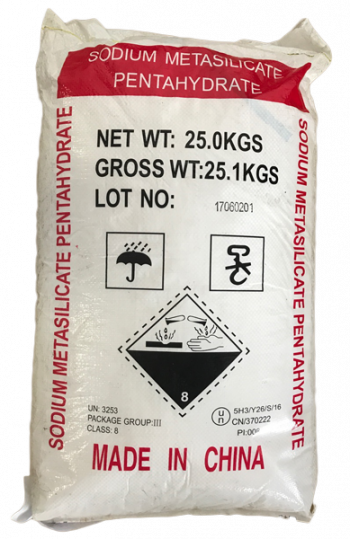 SODIUM METASILICATE
PENTAHYDRATE
SODIUM METASILICATE PENTAHYDRATE
SODIUM METASILICATE PENTAHYDRATE
NET WT: 25.0KGS
GROSS WT:25.1KGS
LOT NO: 17060201
8
UN: 3253
PACKAGE GROUP:III
CLASS: 8
un
5H3/Y26/S/16
CN/370222
MADE IN CHINA